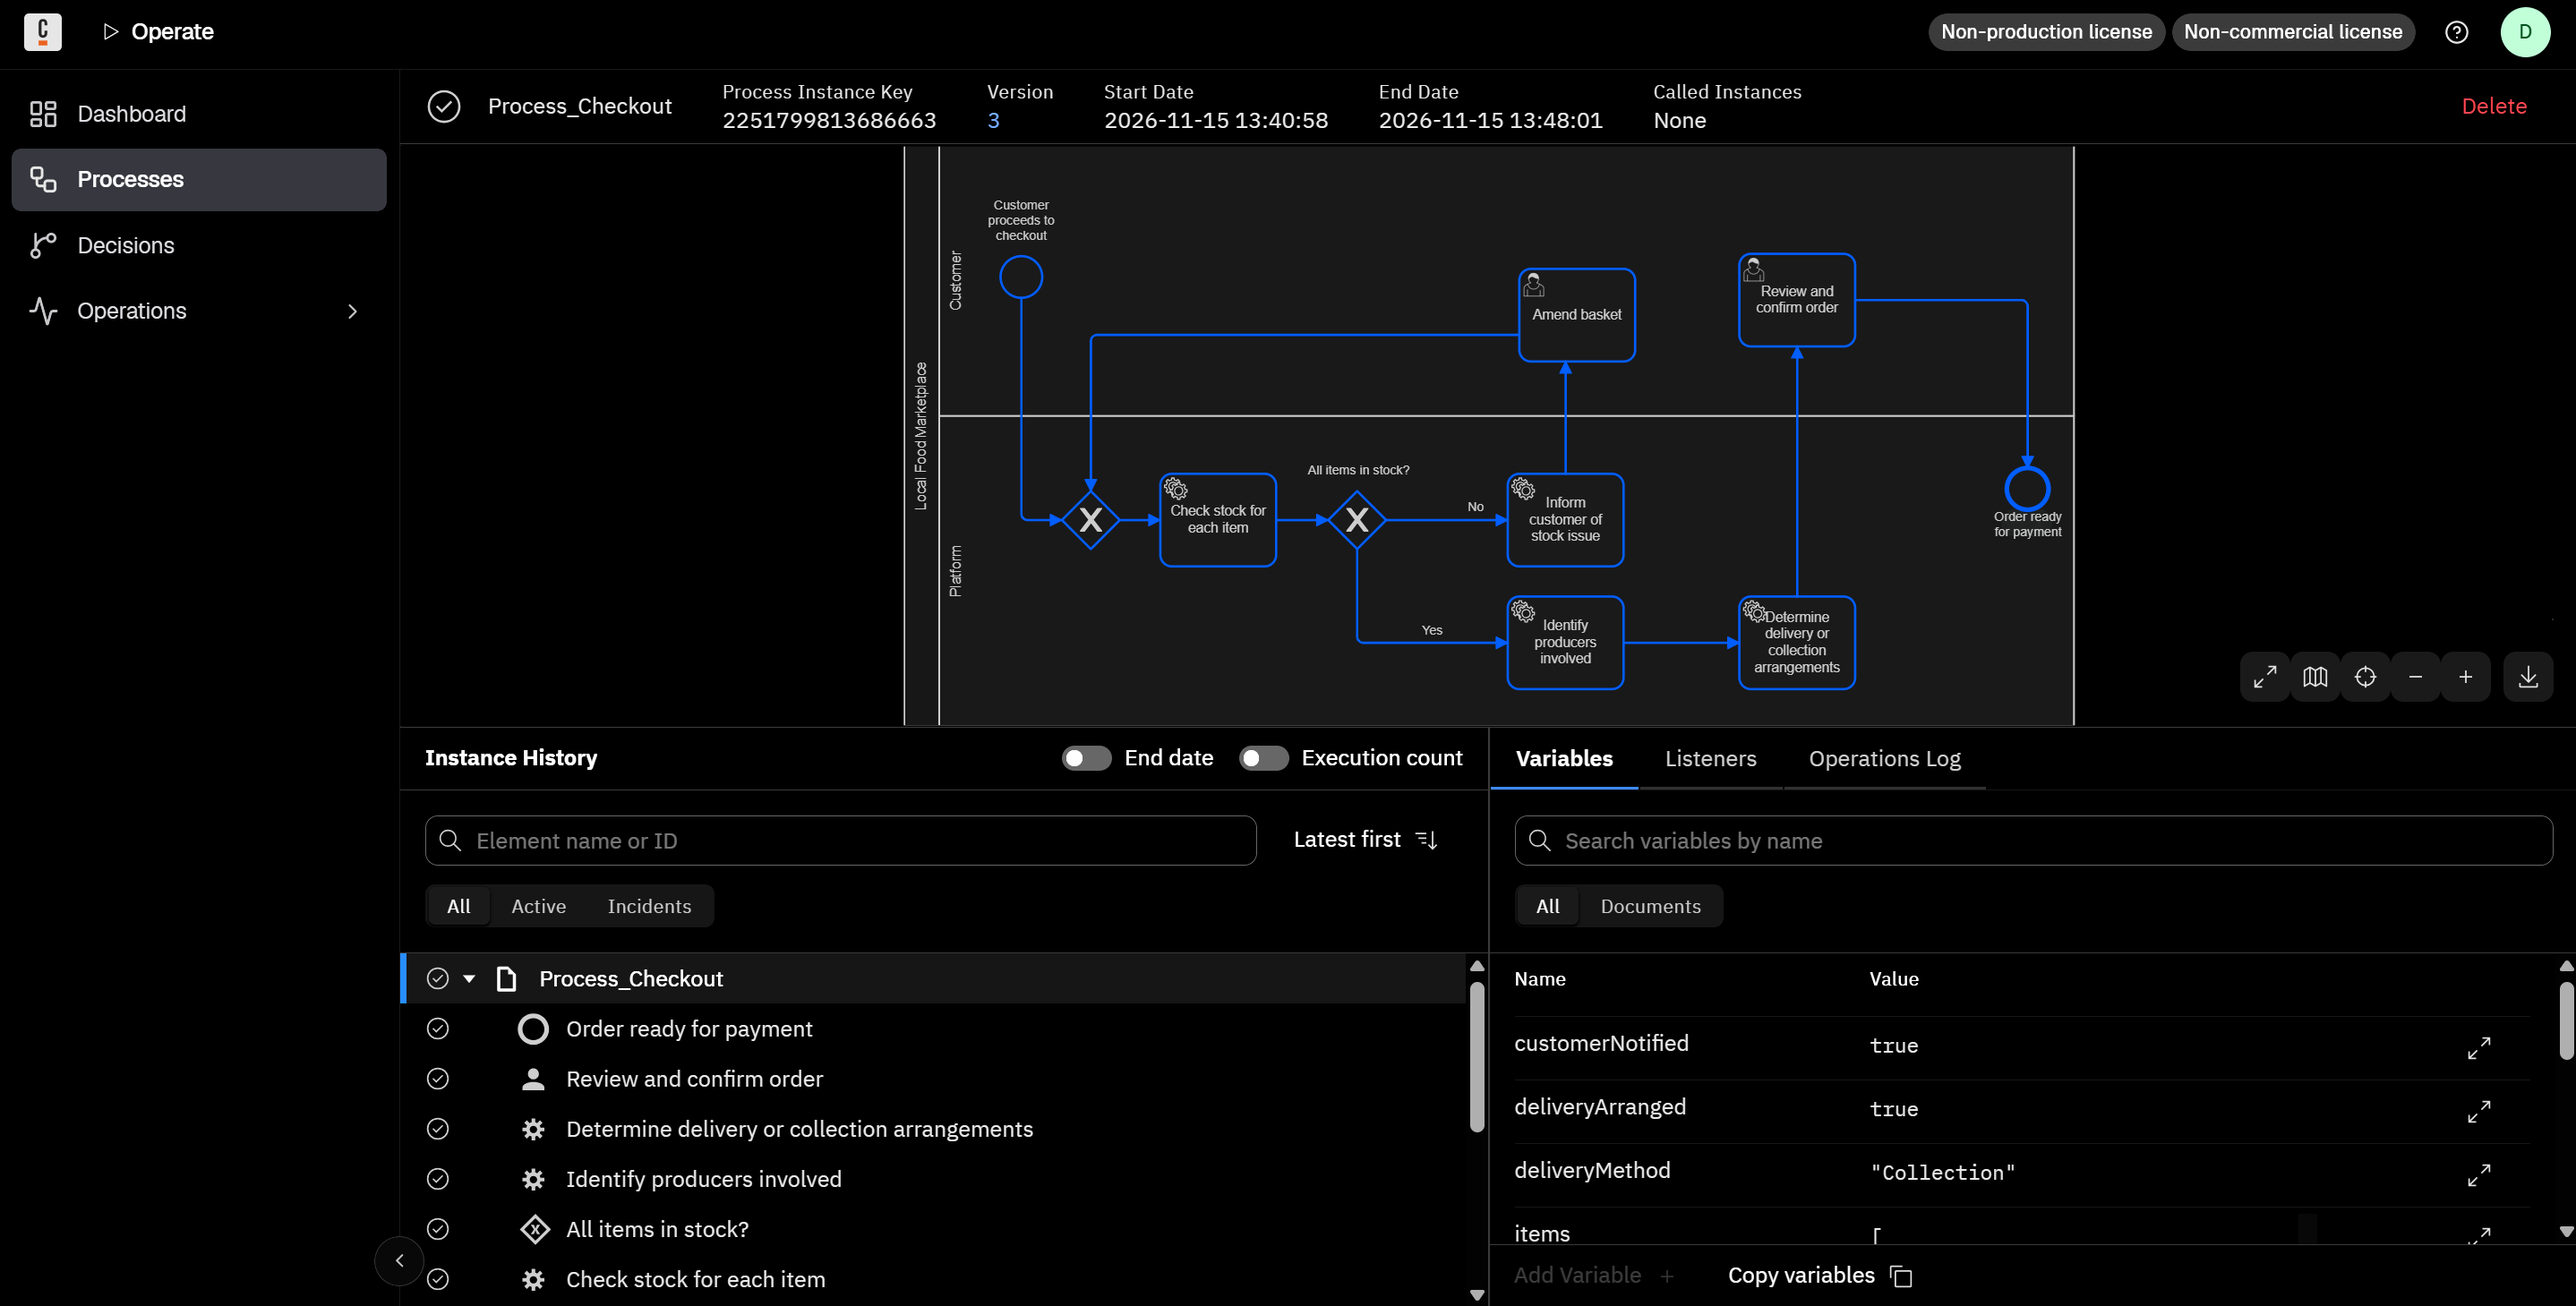 C
Operate
Non-production license
Non-commercial license
D
Dashboard
Processes
Decisions
Operations
Process_Checkout
Process Instance Key
2251799813686663
Version
3
Start Date
2026-11-15 13:40:58
End Date
2026-11-15 13:48:01
Called Instances
None
Delete
Local Food Marketplace
Customer
Platform
Customer
proceeds to
checkout
Amend basket
Review and
confirm order
Check stock for
each item
All items in stock?
No
Inform
customer of
stock issue
Yes
Identify
producers
involved
Determine
delivery or
collection
arrangements
Order ready
for payment
Instance History
End date
Execution count
Element name or ID
Latest first
All
Active
Incidents
Process_Checkout
Order ready for payment
Review and confirm order
Determine delivery or collection arrangements
Identify producers involved
All items in stock?
Check stock for each item
Variables
Listeners
Operations Log
Search variables by name
All
Documents
Name
Value
customerNotified
true
deliveryArranged
true
deliveryMethod
"Collection"
items
[
Add Variable +
Copy variables